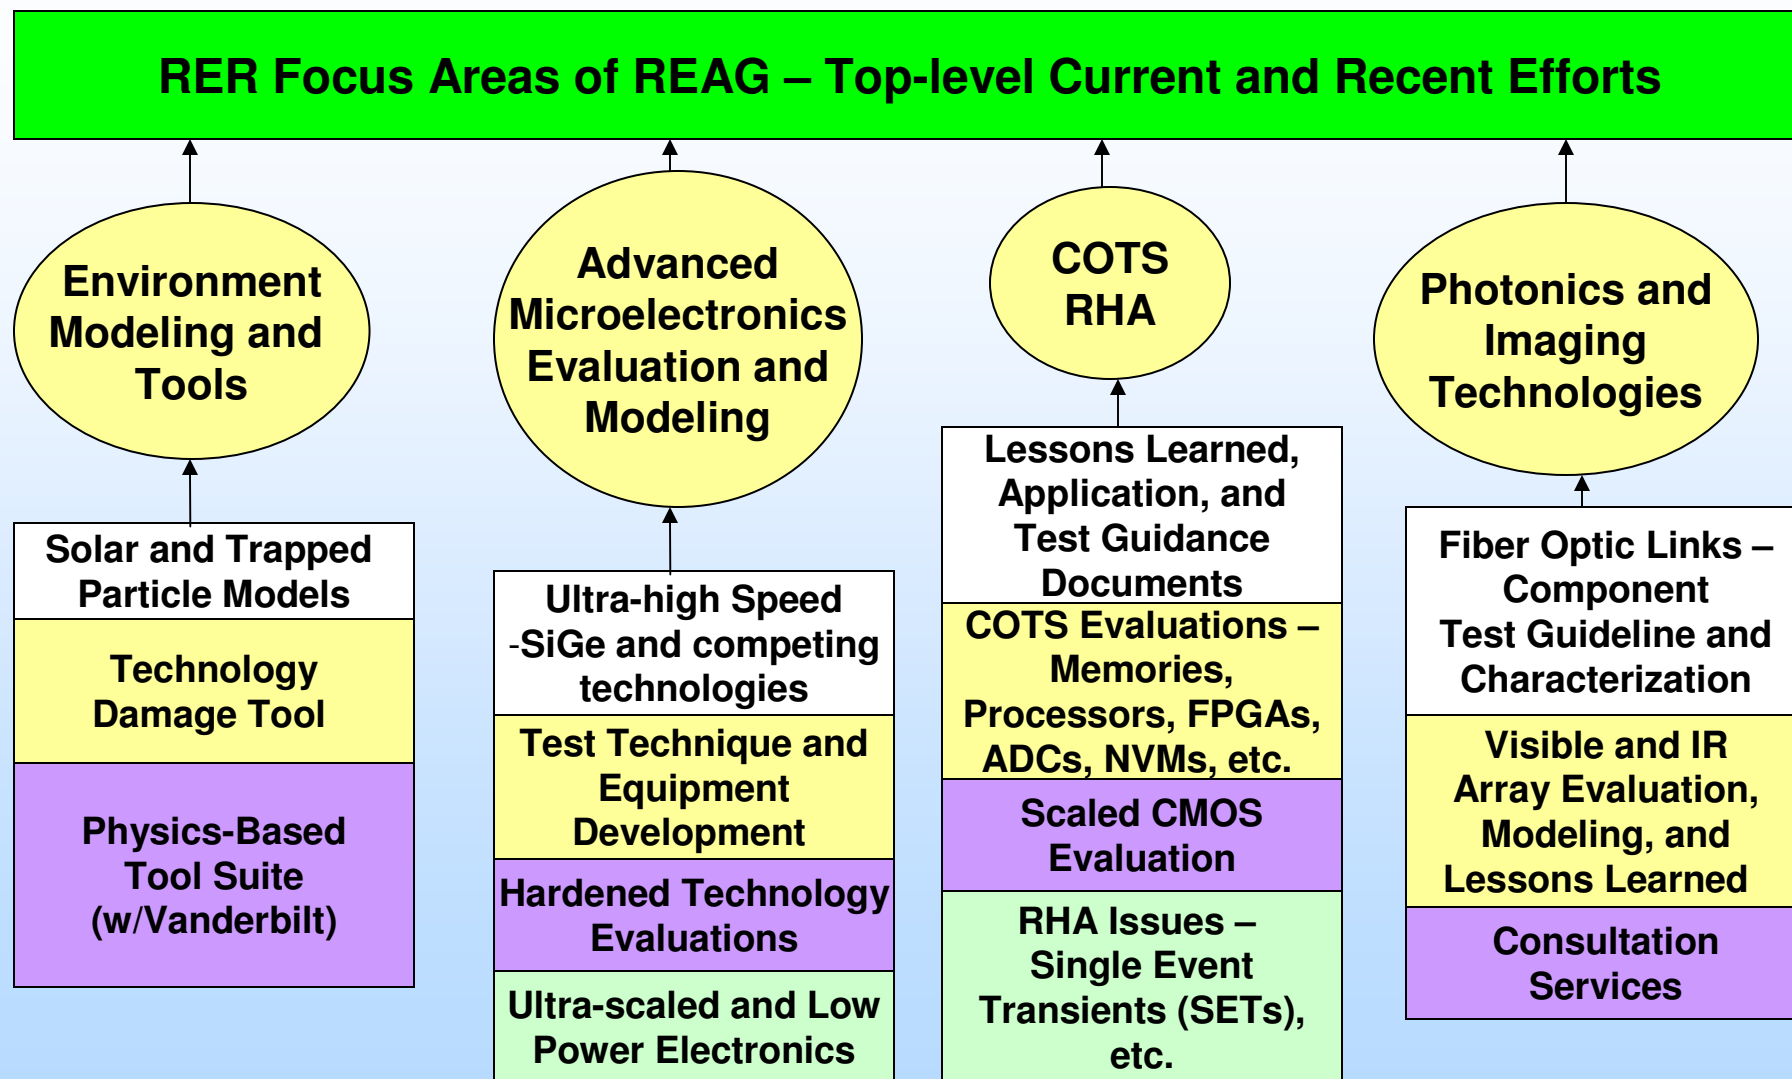 RER Focus Areas of REAG – Top-level Current and Recent Efforts
Environment
Modeling and
Tools
Solar and Trapped
Particle Models
Technology
Damage Tool
Physics-Based
Tool Suite
(w/Vanderbilt)
Advanced
Microelectronics
Evaluation and
Modeling
Ultra-high Speed
-SiGe and competing
technologies
Test Technique and
Equipment
Development
Hardened Technology
Evaluations
Ultra-scaled and Low
Power Electronics
COTS
RHA
Lessons Learned,
Application, and
Test Guidance
Documents
COTS Evaluations –
Memories,
Processors, FPGAs,
ADCs, NVMs, etc.
Scaled CMOS
Evaluation
RHA Issues –
Single Event
Transients (SETs),
etc.
Photonics and
Imaging
Technologies
Fiber Optic Links –
Component
Test Guideline and
Characterization
Visible and IR
Array Evaluation,
Modeling, and
Lessons Learned
Consultation
Services